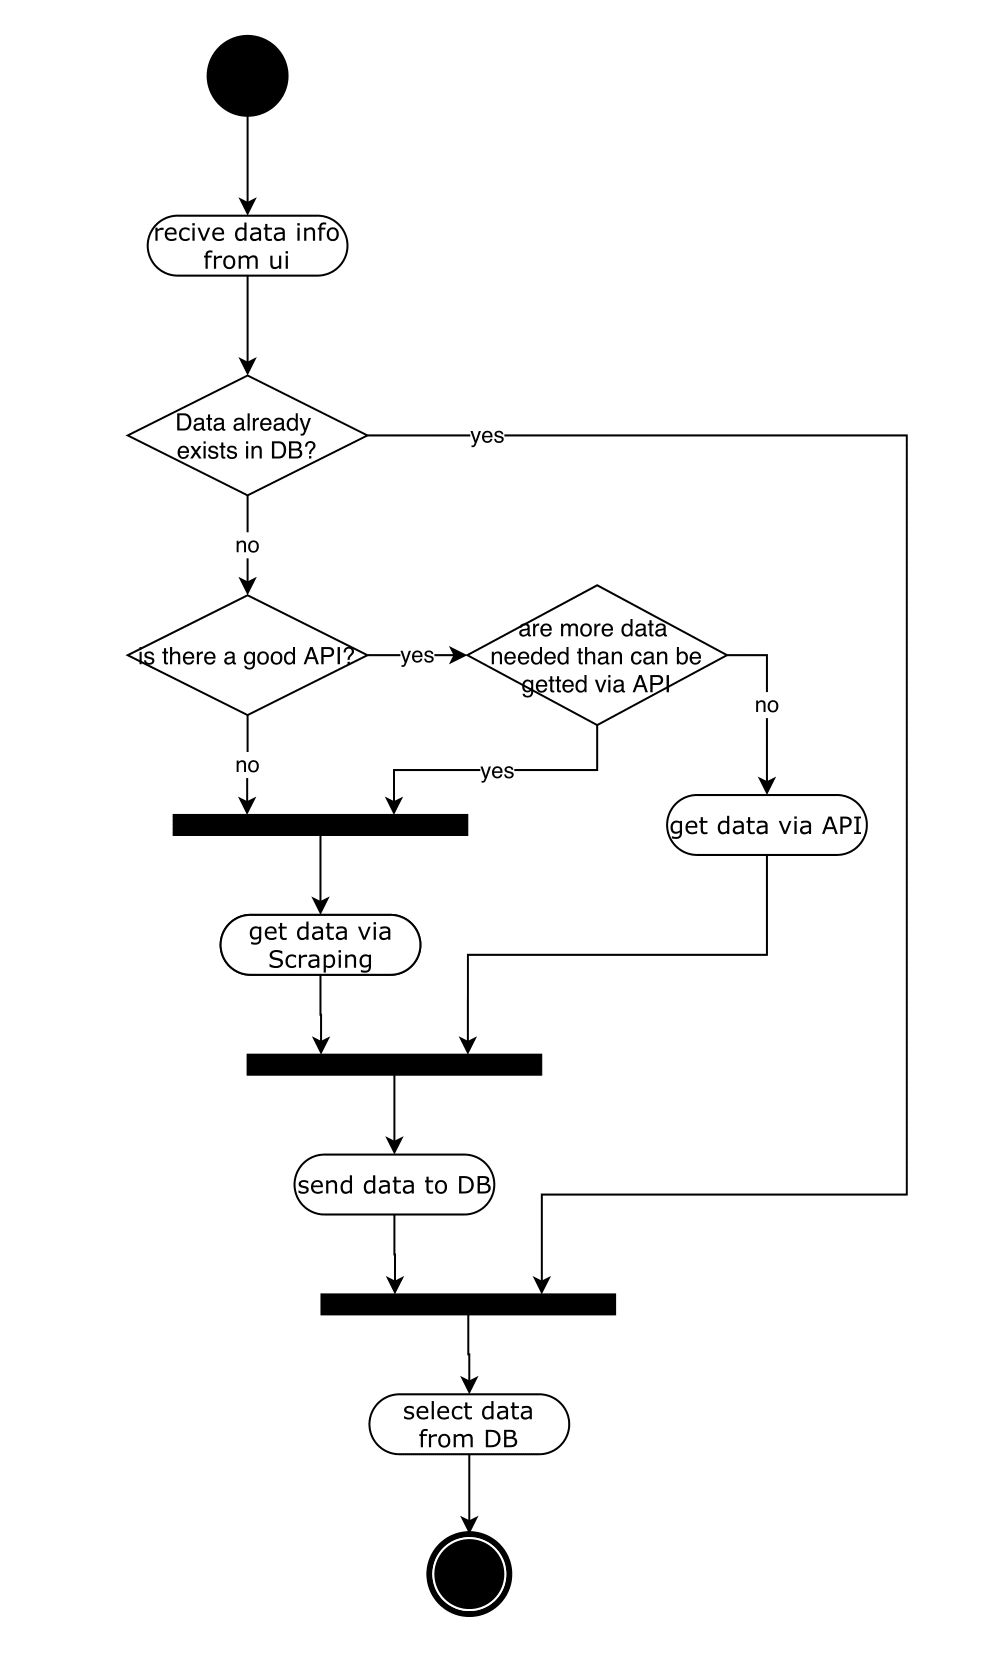 recive data info
from ui
Data already
exists in DB?
yes
no
is there a good API?
yes
are more data
needed than can be
getted via API
no
no
yes
get data via API
get data via
Scraping
send data to DB
select data
from DB